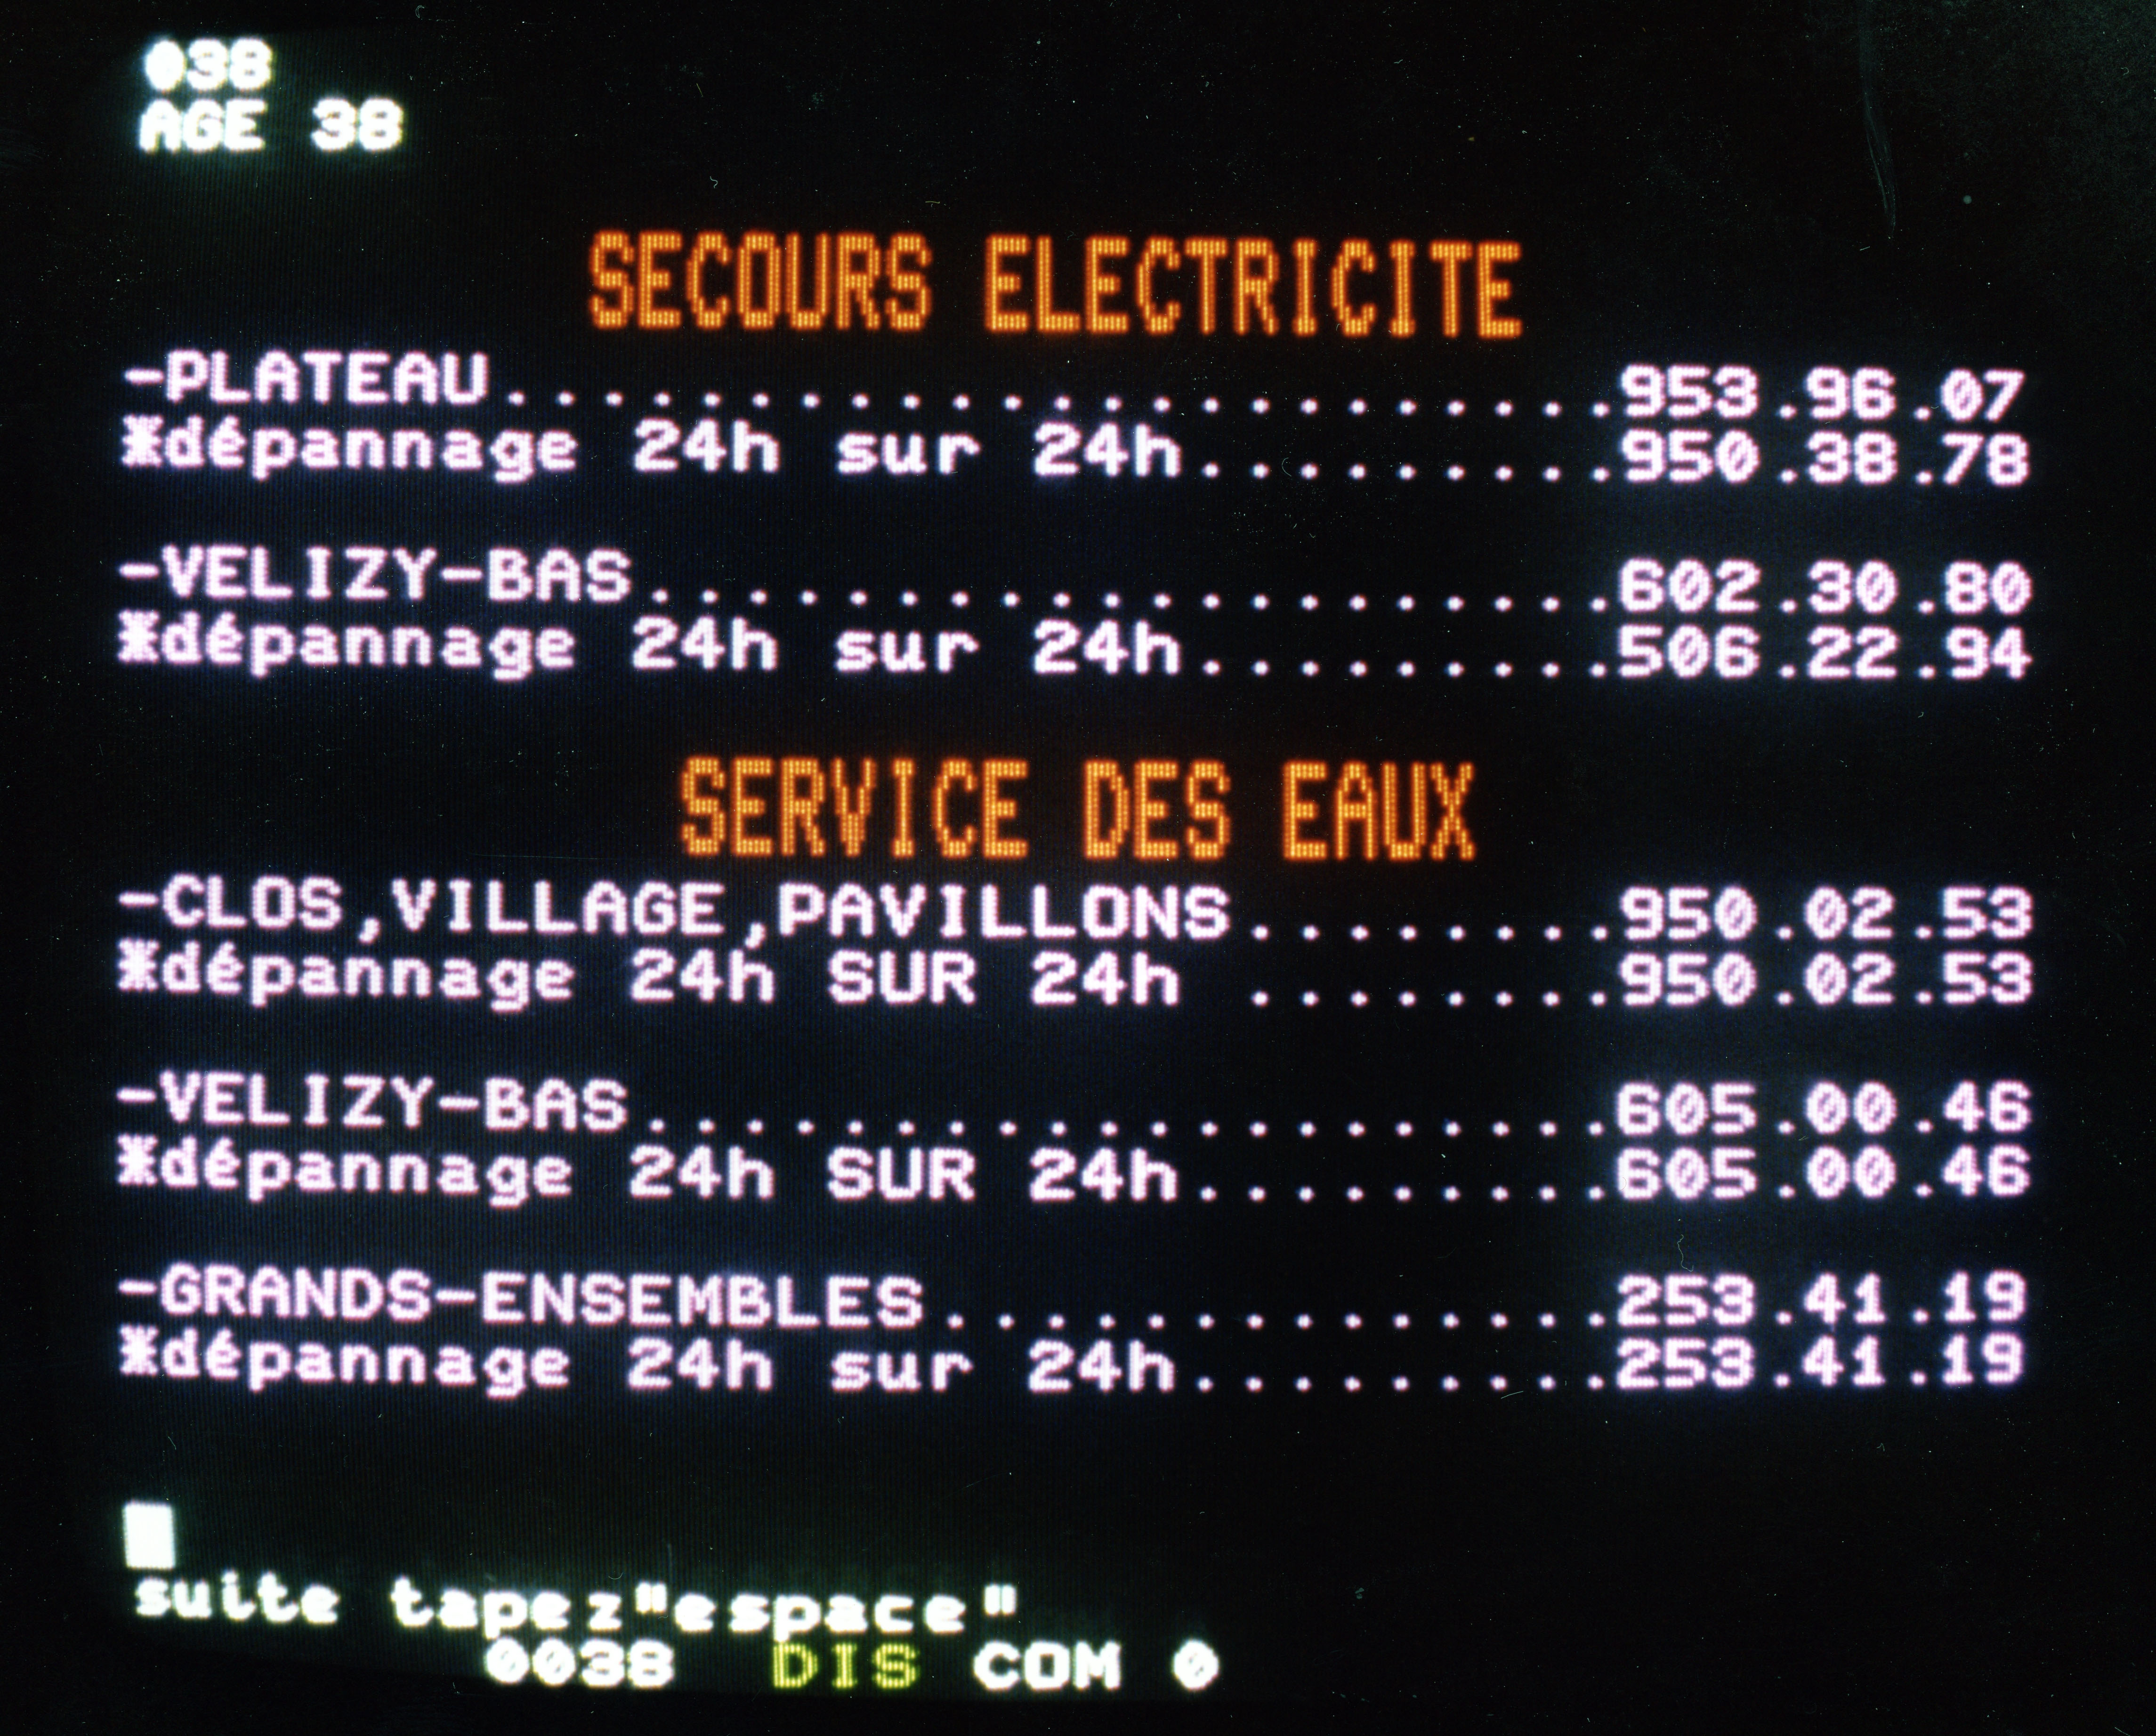 038
AGE 38
SECOURS ELECTRICITE
-PLATEAU.......................953.96.07
*dépannage 24h sur 24h.........950.38.78
-VELIZY-BAS....................602.30.80
*dépannage 24h sur 24h.........506.22.94
SERVICE DES EAUX
-CLOS,VILLAGE,PAVILLONS........950.02.53
*dépannage 24h SUR 24h ........950.02.53
-VELIZY-BAS....................605.00.46
*dépannage 24h SUR 24h.........605.00.46
-GRANDS-ENSEMBLES..............253.41.19
*dépannage 24h sur 24h.........253.41.19
suite tapez"espace"
0038 DIS COM 0